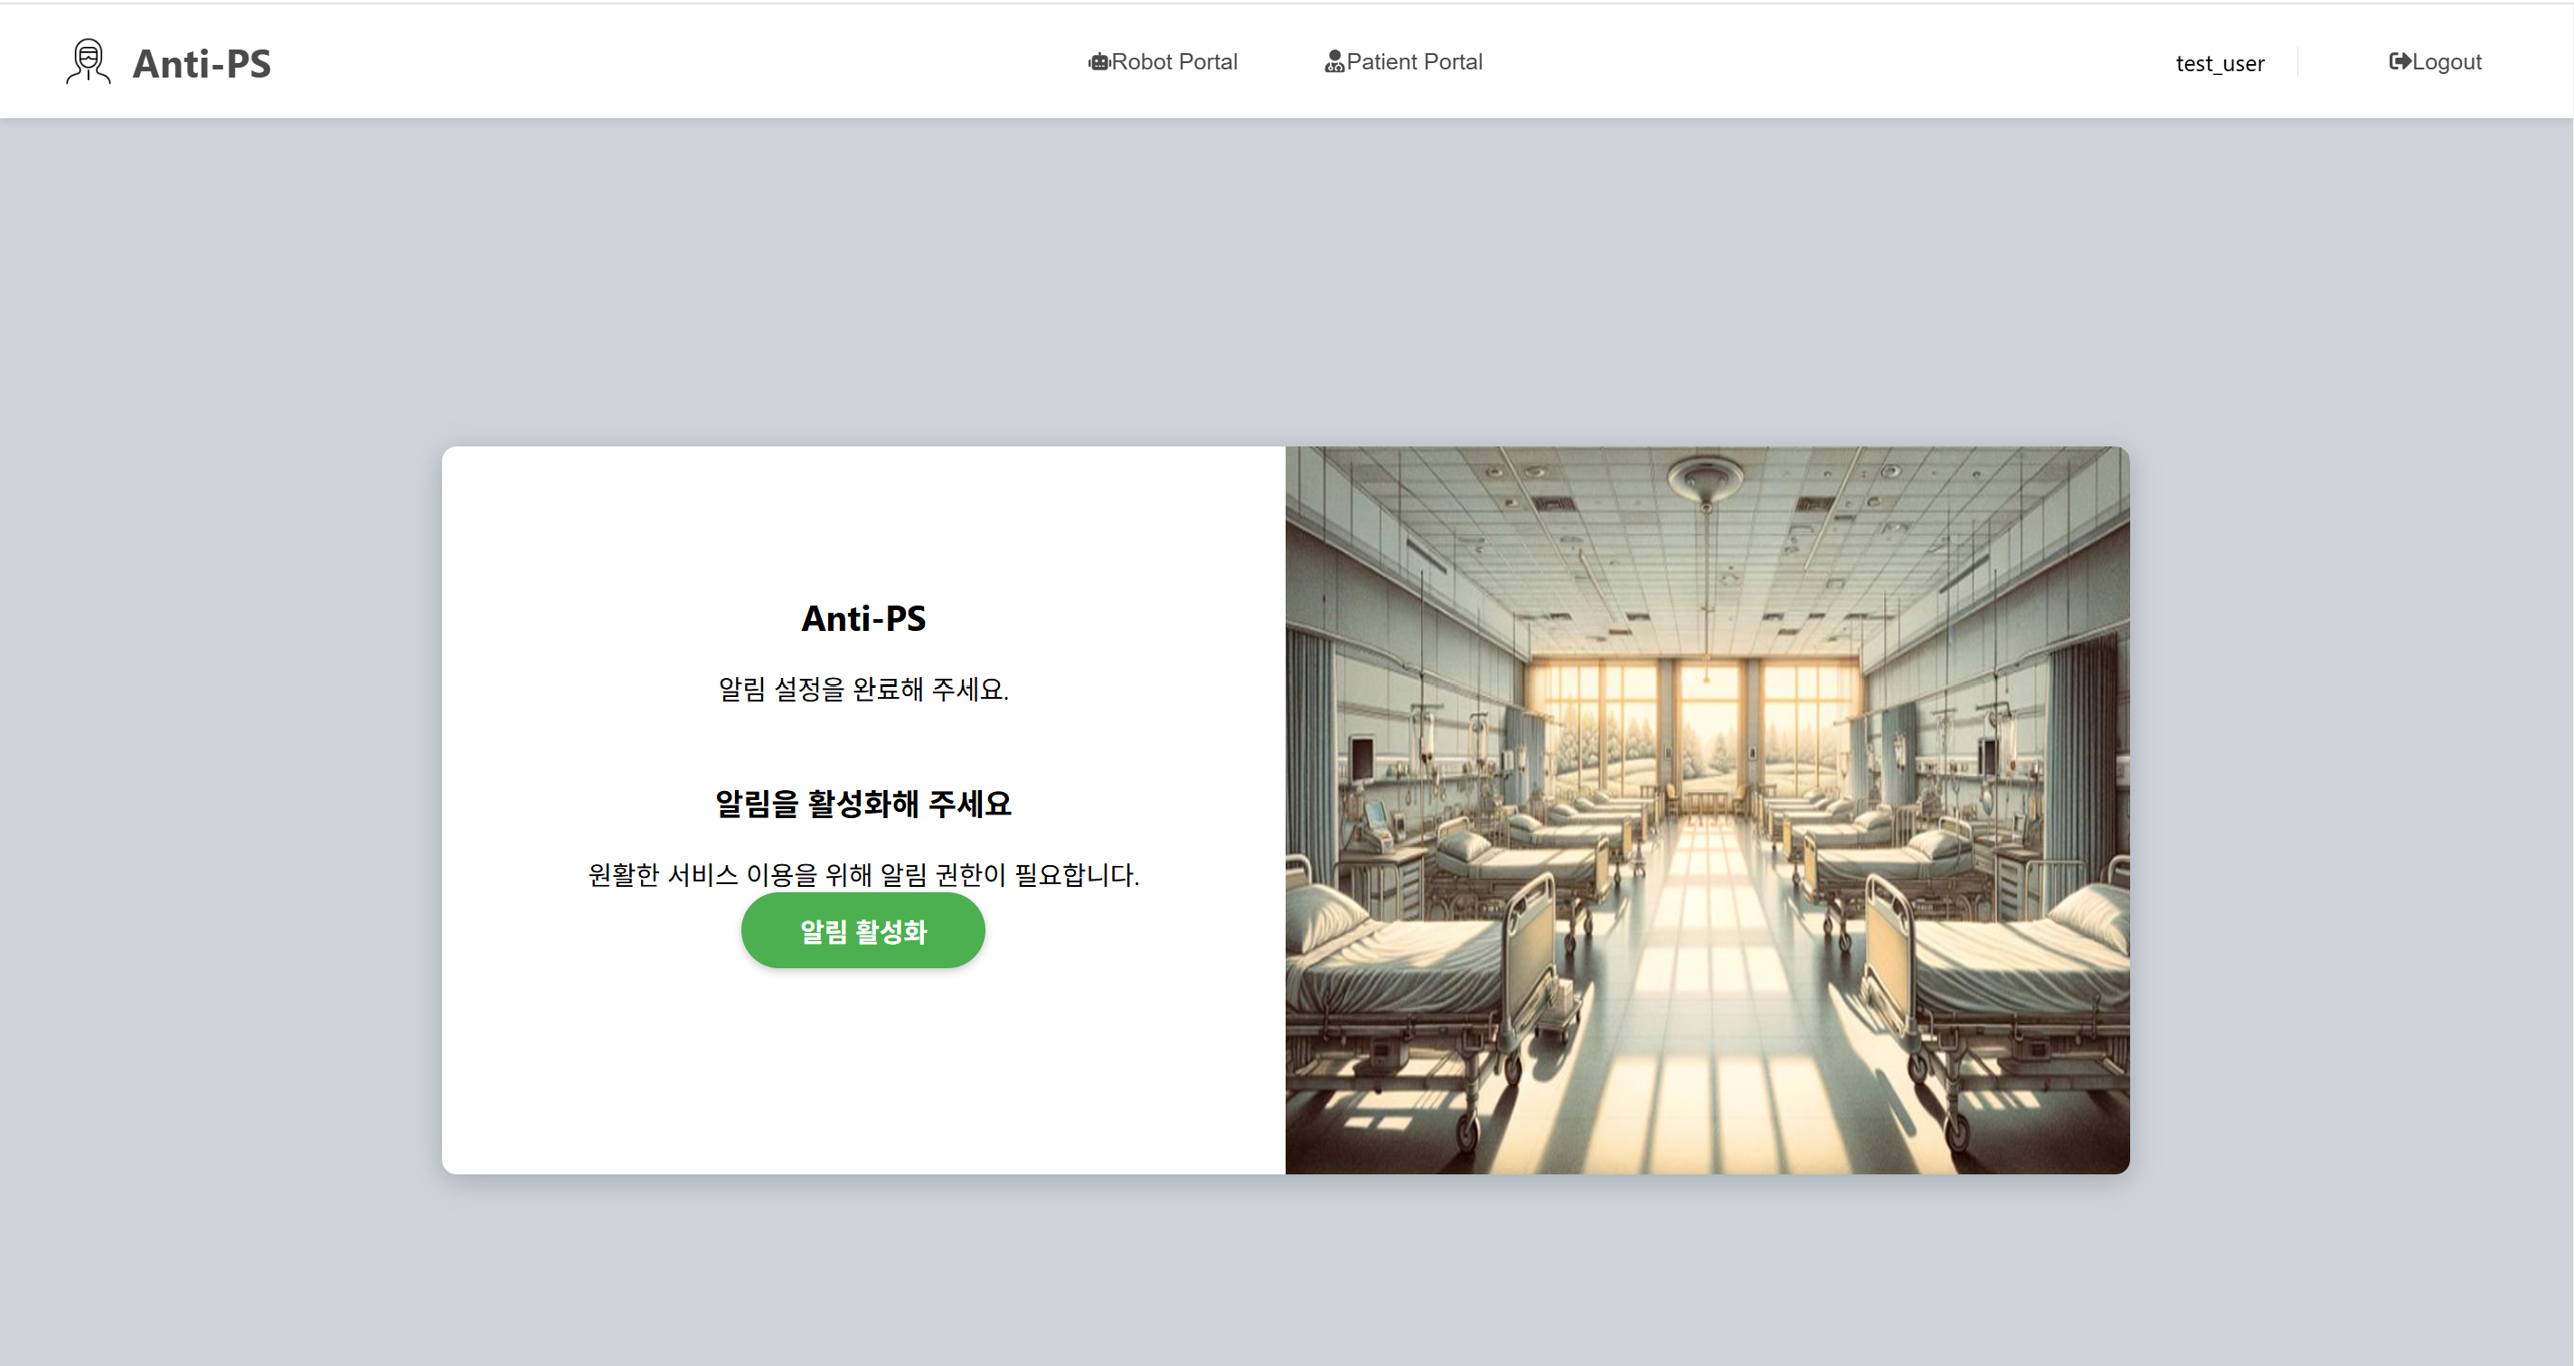 Anti-PS
Robot Portal
Patient Portal
test_user
Logout
Anti-PS
알림 설정을 완료해 주세요.
알림을 활성화해 주세요
원활한 서비스 이용을 위해 알림 권한이 필요합니다.
알림 활성화